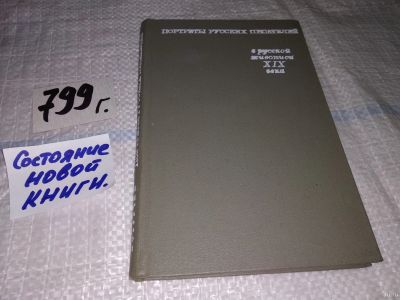 ПОРТРЕТЫ РУССКИХ ПИСАТЕЛЕЙ
в русской
живописи
XIX
века
799 г.
Состояние
новой
книги.